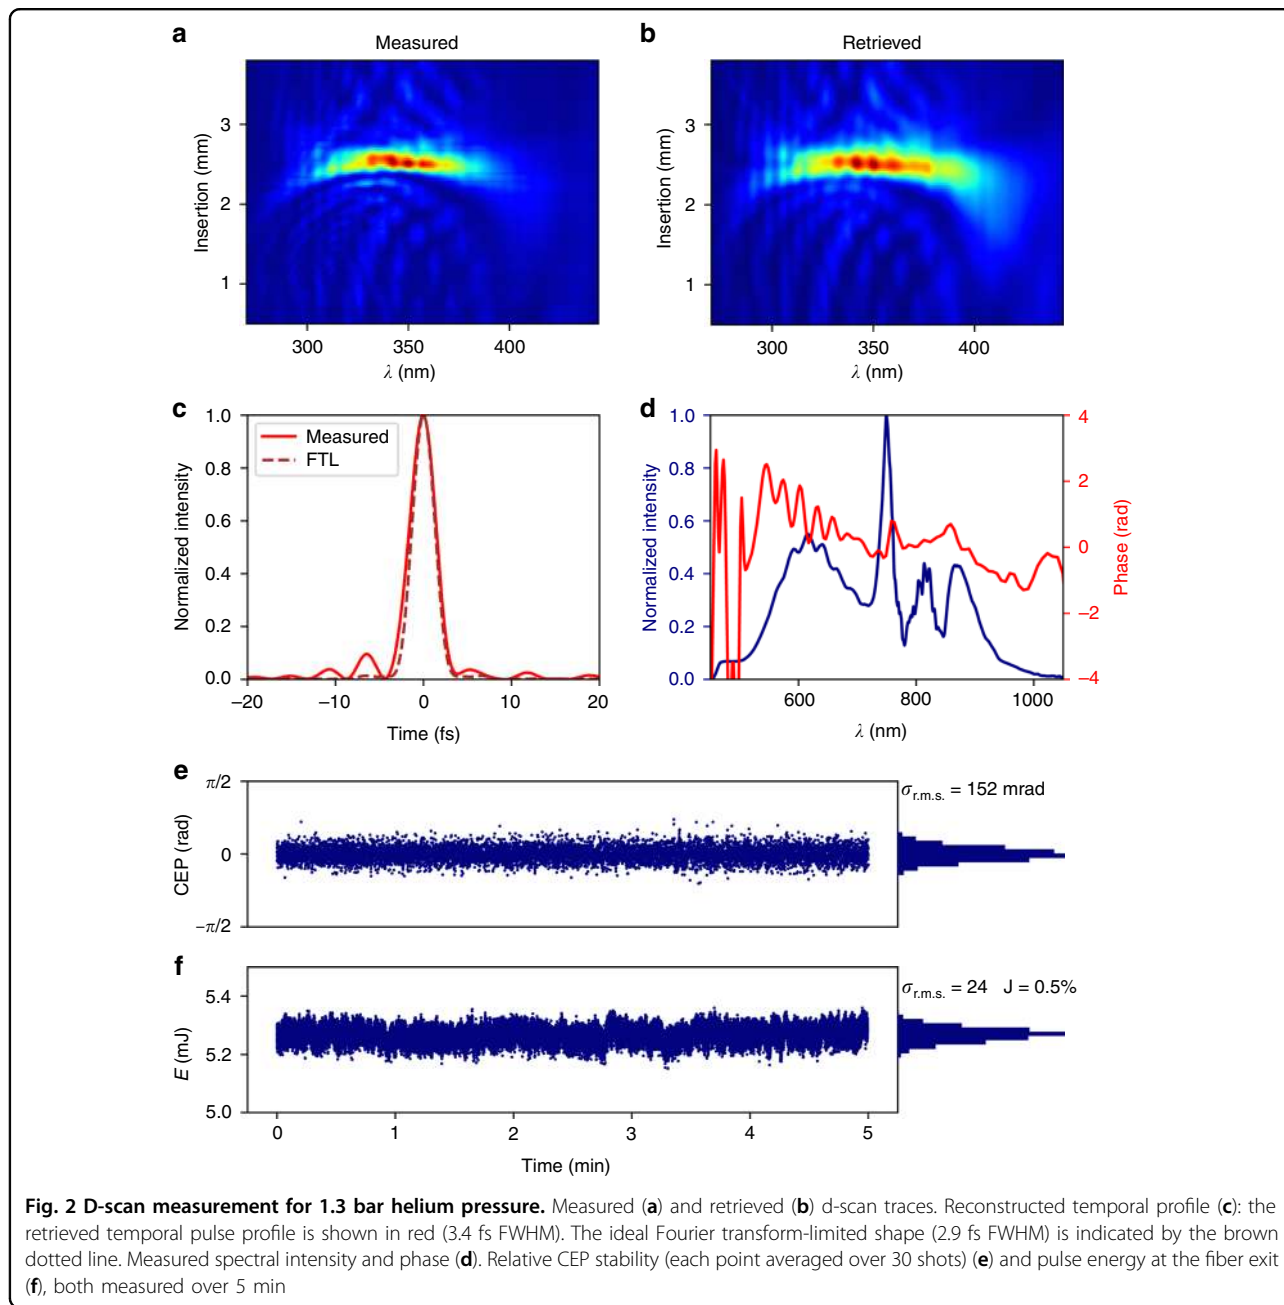 a
Measured
b
Retrieved
Insertion (mm)
3
2
1
300
350
400
λ (nm)
Insertion (mm)
3
2
1
300
350
400
λ (nm)
c
Normalized intensity
1.0
0.8
0.6
0.4
0.2
0.0
Measured
FTL
−20
−10
0
10
20
Time (fs)
d
Normalized intensity
1.0
0.8
0.6
0.4
0.2
0.0
4
2
0
−2
−4
Phase (rad)
600
800
1000
λ (nm)
e
CEP (rad)
π/2
0
−π/2
σr.m.s. = 152 mrad
f
E (mJ)
5.4
5.2
5.0
σr.m.s. = 24 J = 0.5%
0
1
2
3
4
5
Time (min)
Fig. 2 D-scan measurement for 1.3 bar helium pressure. Measured (a) and retrieved (b) d-scan traces. Reconstructed temporal profile (c): the
retrieved temporal pulse profile is shown in red (3.4 fs FWHM). The ideal Fourier transform-limited shape (2.9 fs FWHM) is indicated by the brown
dotted line. Measured spectral intensity and phase (d). Relative CEP stability (each point averaged over 30 shots) (e) and pulse energy at the fiber exit
(f), both measured over 5 min